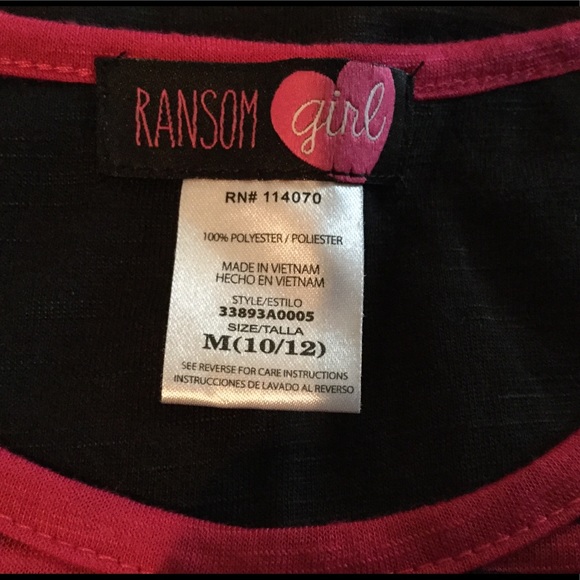 RANSOM girl
RN# 114070
100% POLYESTER / POLIESTER
MADE IN VIETNAM
HECHO EN VIETNAM
STYLE/ESTILO
33893A0005
SIZE/TALLA
M(10/12)
SEE REVERSE FOR CARE INSTRUCTIONS
INSTRUCCIONES DE LAVADO AL REVERSO